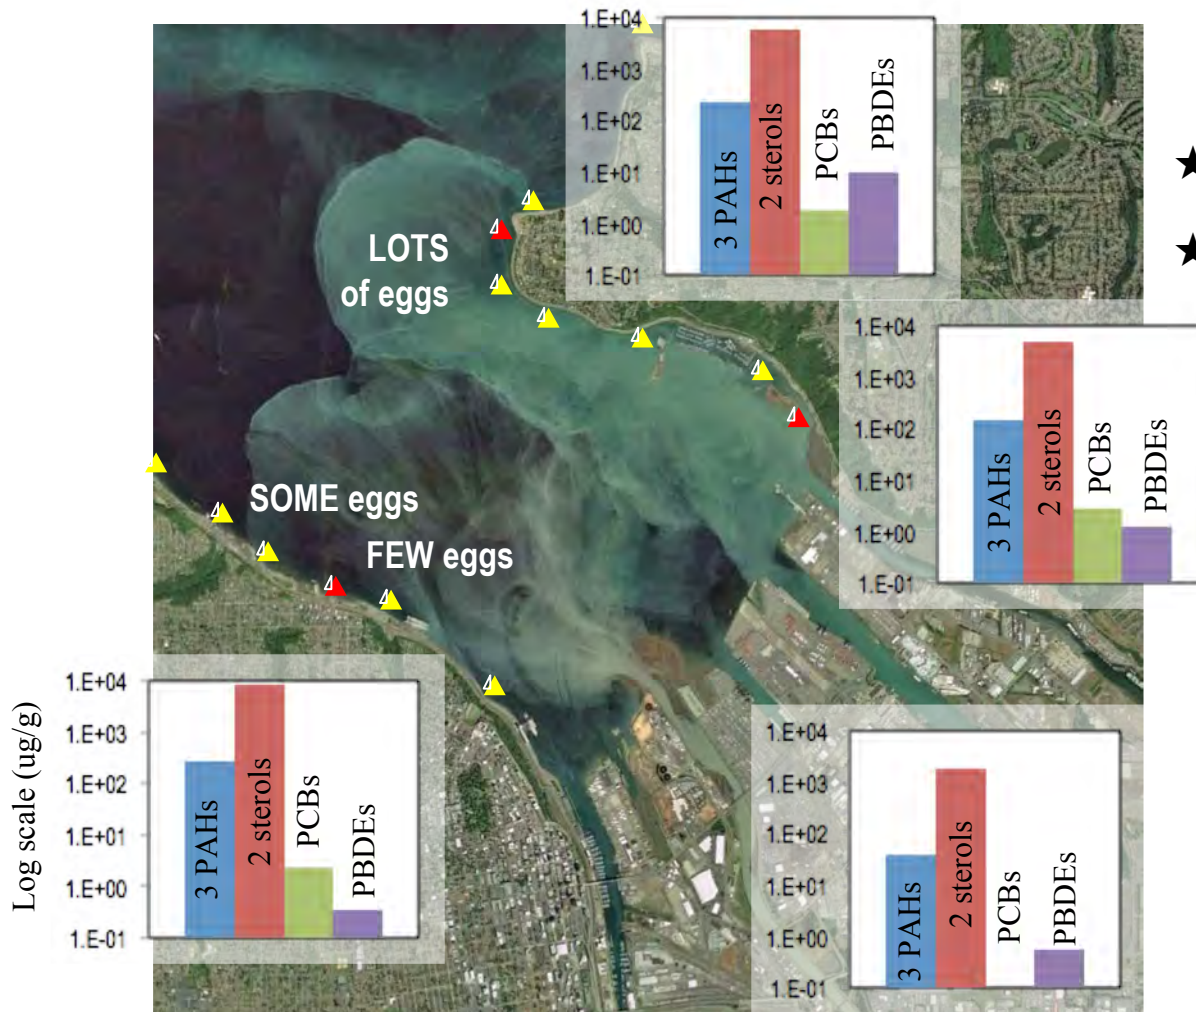 1.E+04
1.E+03
1.E+02
1.E+01
1.E+00
1.E-01
3 PAHs
2 sterols
PCBs
PBDEs
LOTS
of eggs
1.E+04
1.E+03
1.E+02
1.E+01
1.E+00
1.E-01
3 PAHs
2 sterols
PCBs
PBDEs
SOME eggs
FEW eggs
Log scale (ug/g)
1.E+04
1.E+03
1.E+02
1.E+01
1.E+00
1.E-01
3 PAHs
2 sterols
PCBs
PBDEs
1.E+04
1.E+03
1.E+02
1.E+01
1.E+00
1.E-01
3 PAHs
2 sterols
PCBs
PBDEs